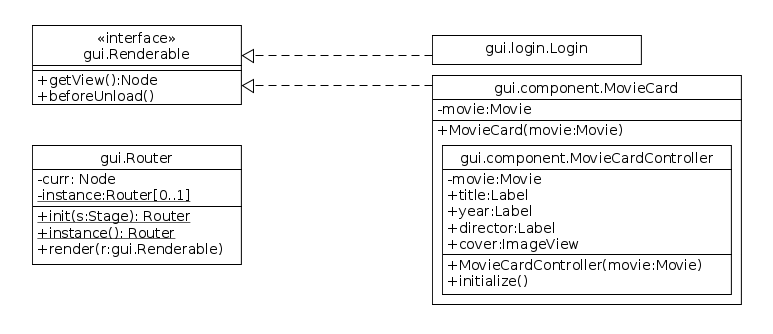 «interface»
gui.Renderable
+getView():Node
+beforeUnload()
gui.login.Login
gui.component.MovieCard
-movie:Movie
+MovieCard(movie:Movie)
gui.component.MovieCardController
-movie:Movie
+title:Label
+year:Label
+director:Label
+cover:ImageView
+MovieCardController(movie:Movie)
+initialize()
gui.Router
-curr: Node
-instance:Router[0..1]
+init(s:Stage): Router
+instance(): Router
+render(r:gui.Renderable)